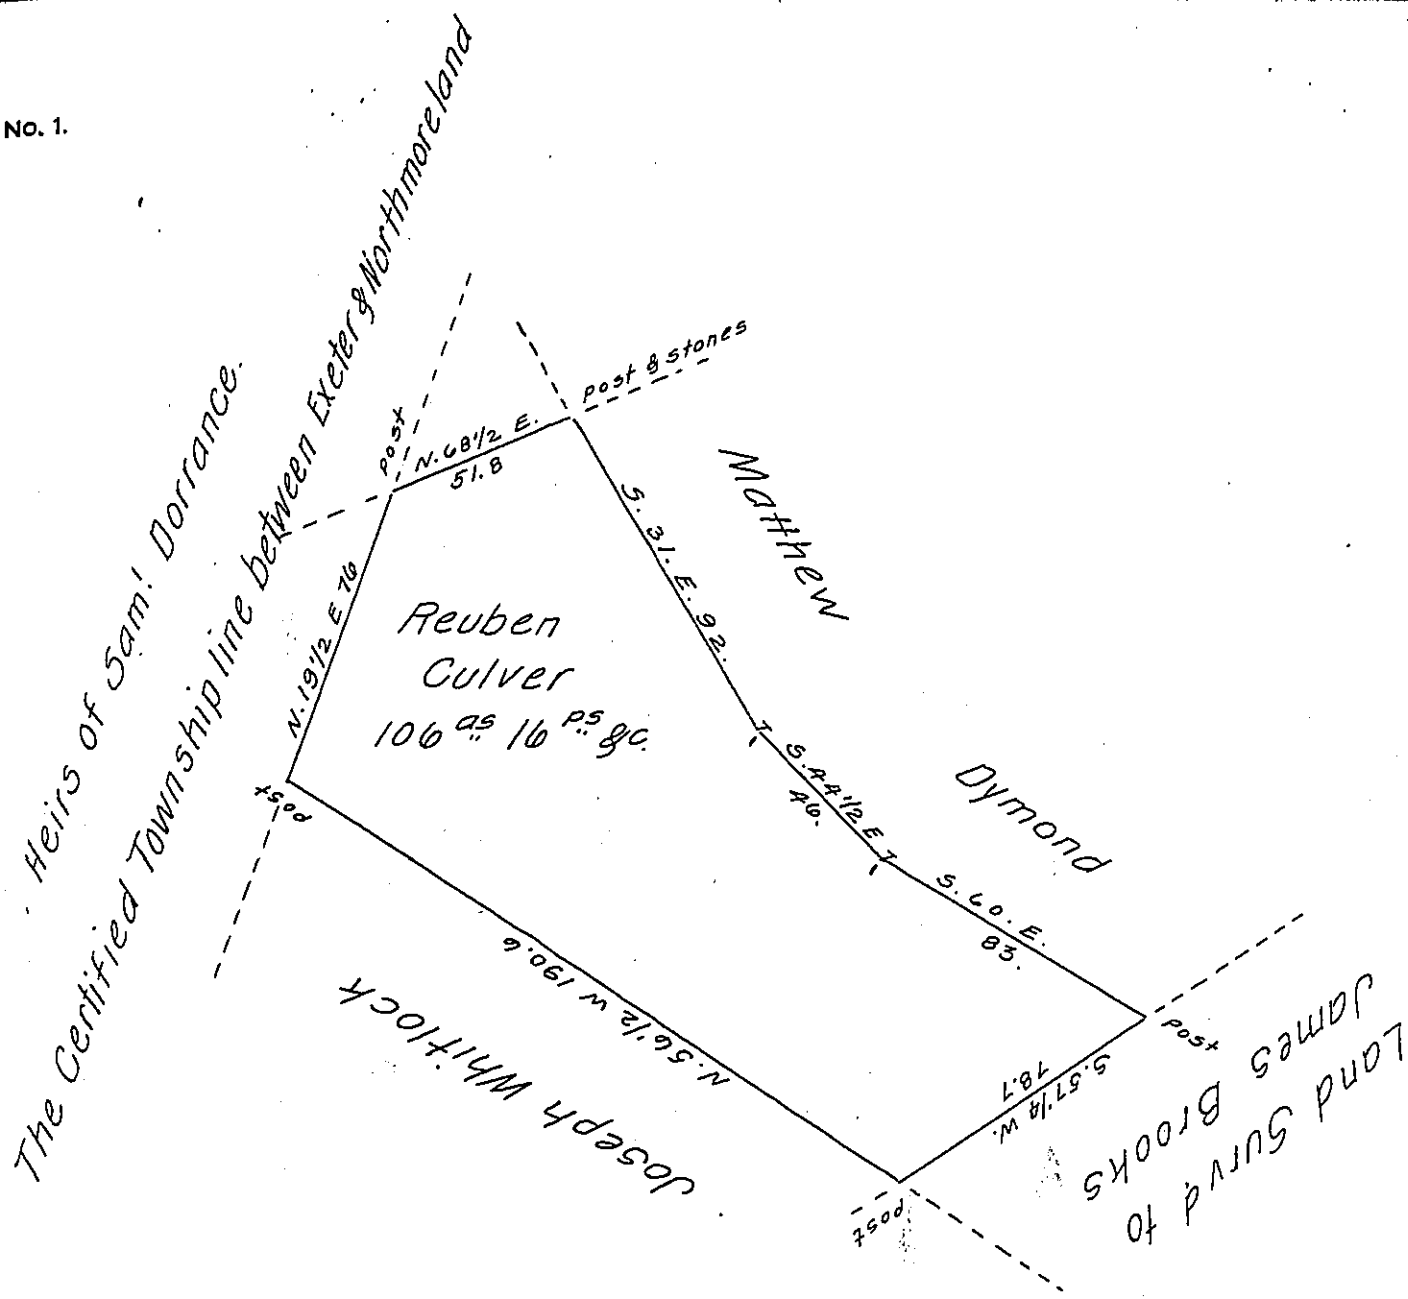 No. 1.
Heirs of Sam! Dorrance.
The Certified Township line between Exeter & Northmoreland
post
N. 68 1/2 E.
51.8
post & stones
S. 31. E. 92.
Matthew
Dymond
N. 19 1/2 E 76
Reuben
Culver
106 as 16 ps &c.
S. 44 1/2 E
46.
S. 60. E.
83.
post
post
N. 56 1/2 W 190.6
Joseph Whitlock
S. 57 1/4 W.
78.7
post
Land Surv'd to
James Brooks